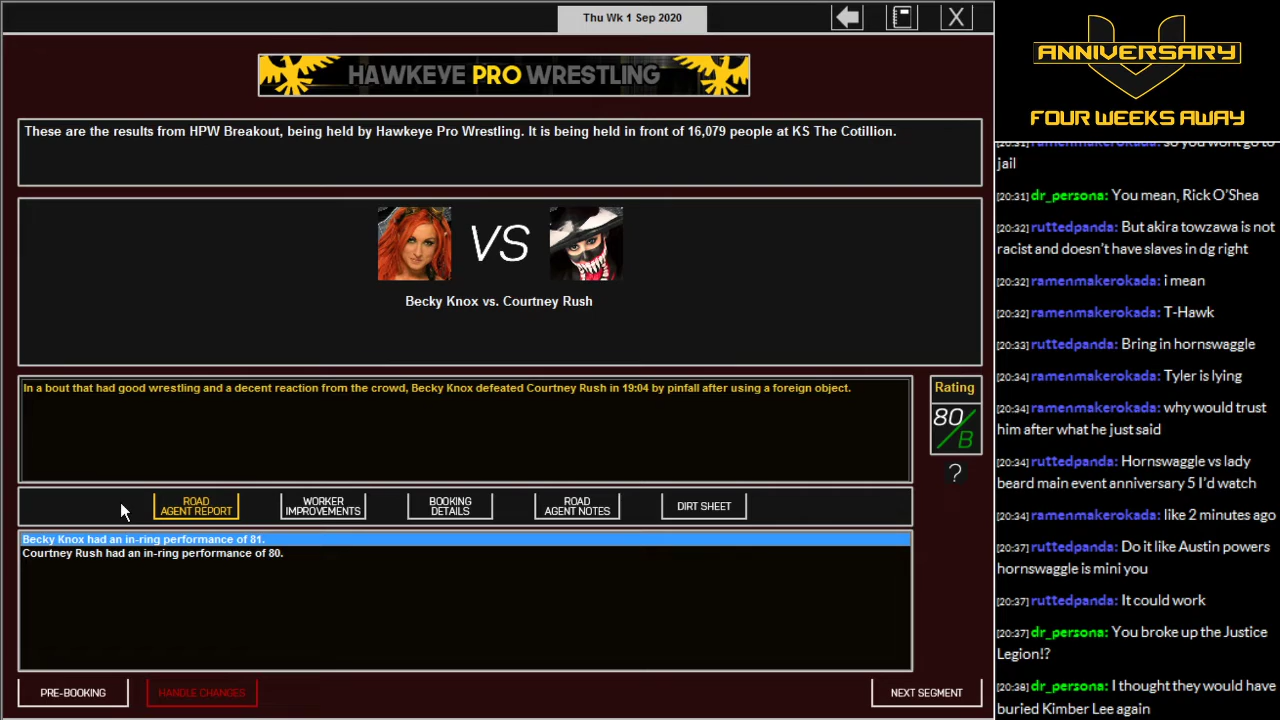 Thu Wk 1 Sep 2020
HAWKEYE PRO WRESTLING
These are the results from HPW Breakout, being held by Hawkeye Pro Wrestling. It is being held in front of 16,079 people at KS The Cotillion.
VS
Becky Knox vs. Courtney Rush
In a bout that had good wrestling and a decent reaction from the crowd, Becky Knox defeated Courtney Rush in 19:04 by pinfall after using a foreign object.
Rating
80/B
?
ROAD
AGENT REPORT
WORKER
IMPROVEMENTS
BOOKING
DETAILS
ROAD
AGENT NOTES
DIRT SHEET
Becky Knox had an in-ring performance of 81.
Courtney Rush had an in-ring performance of 80.
PRE-BOOKING
HANDLE CHANGES
NEXT SEGMENT
ANNIVERSARY
V
FOUR WEEKS AWAY
[20:31] ramenmakerokada: so you wont go to
jail
[20:31] dr_persona: You mean, Rick O'Shea
[20:32] ruttedpanda: But akira towzawa is not
racist and doesn't have slaves in dg right
[20:32] ramenmakerokada: i mean
[20:32] ramenmakerokada: T-Hawk
[20:33] ruttedpanda: Bring in hornswaggle
[20:34] ramenmakerokada: Tyler is lying
[20:34] ramenmakerokada: why would trust
him after what he just said
[20:34] ruttedpanda: Hornswaggle vs lady
beard main event anniversary 5 I'd watch
[20:34] ramenmakerokada: like 2 minutes ago
[20:37] ruttedpanda: Do it like Austin powers
hornswaggle is mini you
[20:37] ruttedpanda: It could work
[20:37] dr_persona: You broke up the Justice
Legion!?
[20:38] dr_persona: I thought they would have
buried Kimber Lee again